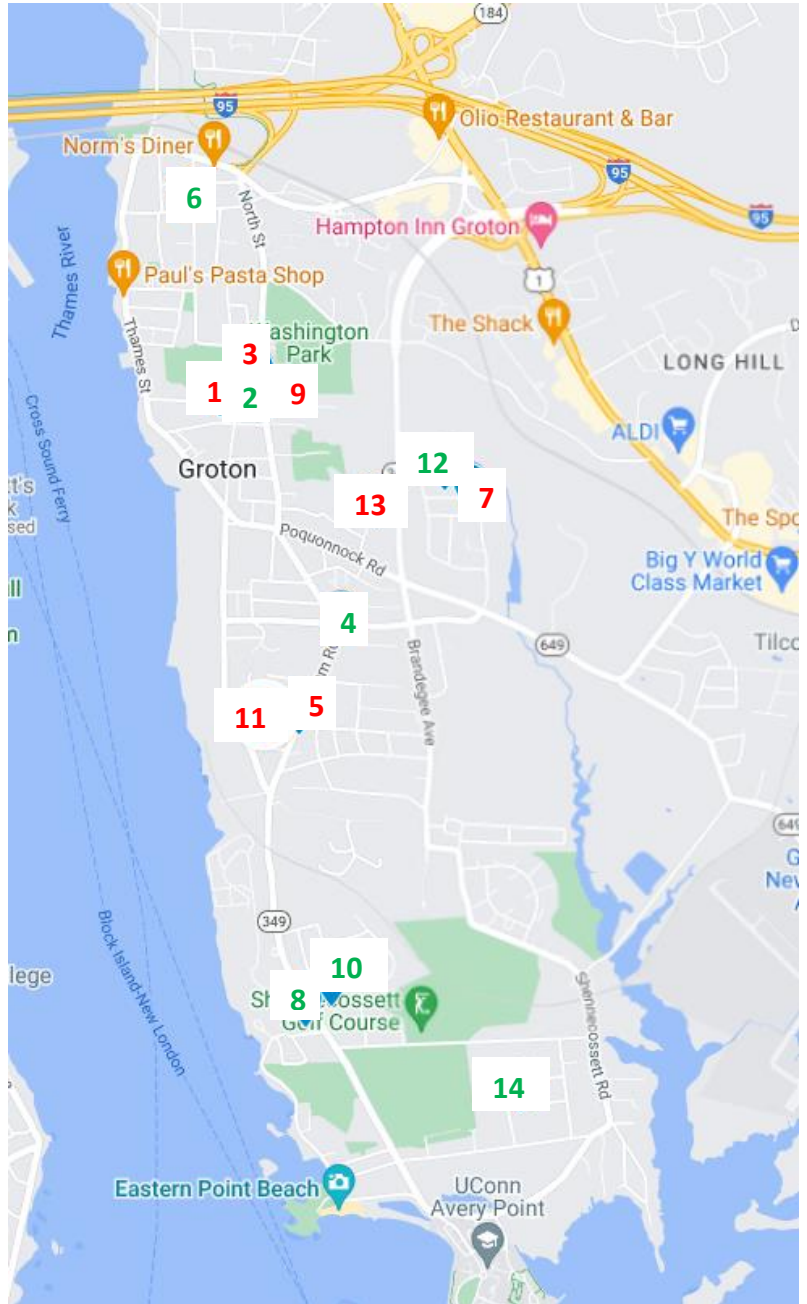 184
95
Olio Restaurant & Bar
Norm's Diner
6
95
North St
95
Hampton Inn Groton
Thames River
Paul's Pasta Shop
1
The Shack
Thames St
3
Washington
Park
D
LONG HILL
1
2
9
Cross Sound Ferry
ALDI
12
Groton
7
13
The Spo
sed
Poquonnock Rd
Big Y World
Class Market
4
649
Tilco
Brandegee Ave
5
11
649
G
New
A
349
Block Island-New London
lege
10
8
Golf Course
Shennecossett Rd
14
Eastern Point Beach
UConn
Avery Point